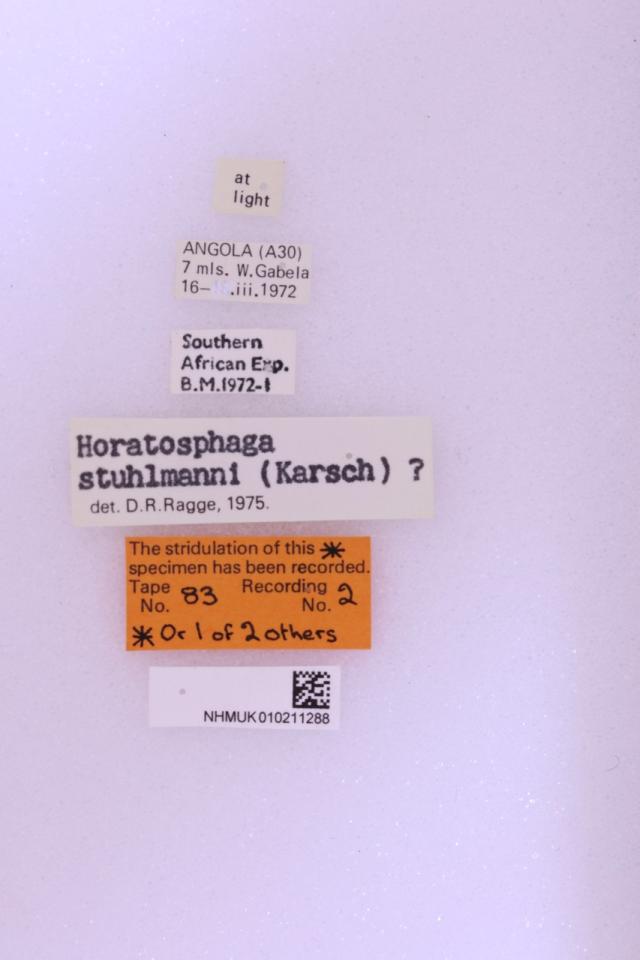 at
light
ANGOLA (A30)
7 mls. W.Gabela
16– .iii.1972
Southern
African Exp.
B.M.1972-1
Horatosphaga
stuhlmanni (Karsch) ?
det. D.R.Ragge, 1975.
The stridulation of this *
specimen has been recorded.
Tape No. 83 Recording No. 2
* Or 1 of 2 others
NHMUK010211288